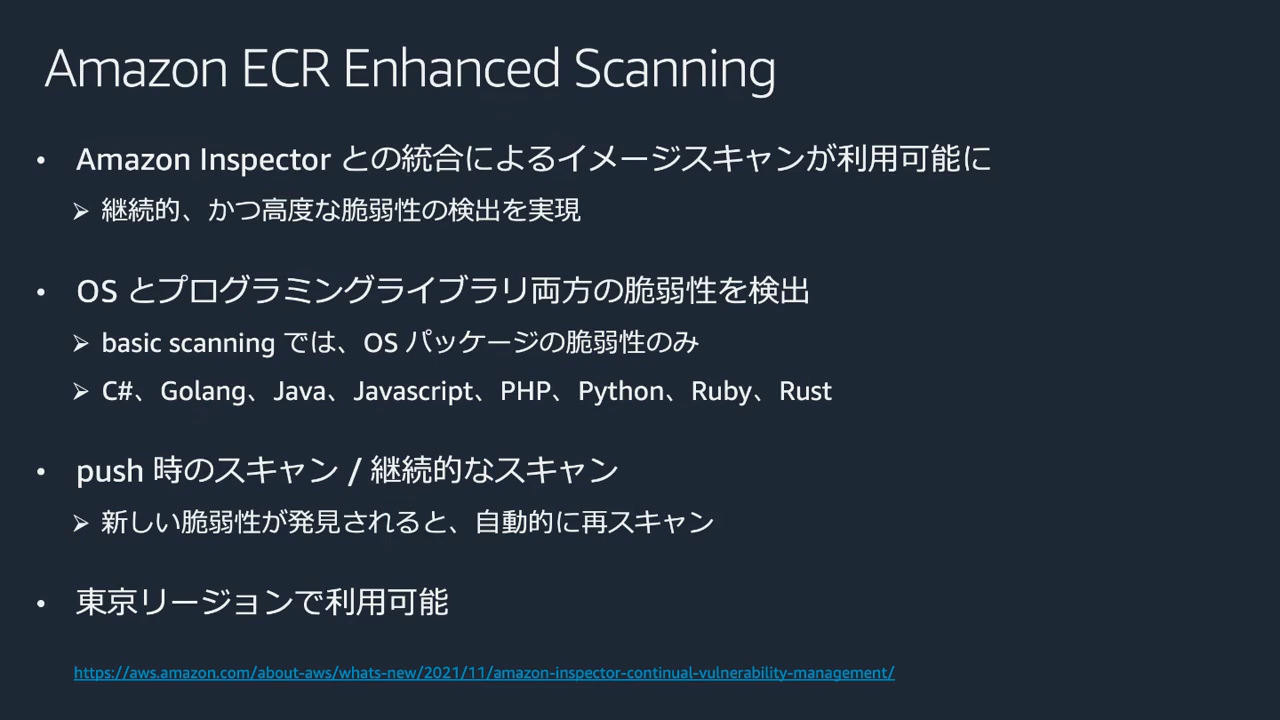 Amazon ECR Enhanced Scanning
• Amazon Inspector との統合によるイメージスキャンが利用可能に
➢ 継続的、かつ高度な脆弱性の検出を実現
• OS とプログラミングライブラリ両方の脆弱性を検出
➢ basic scanning では、OS パッケージの脆弱性のみ
➢ C#、Golang、Java、Javascript、PHP、Python、Ruby、Rust
• push 時のスキャン / 継続的なスキャン
➢ 新しい脆弱性が発見されると、自動的に再スキャン
• 東京リージョンで利用可能
https://aws.amazon.com/about-aws/whats-new/2021/11/amazon-inspector-continual-vulnerability-management/